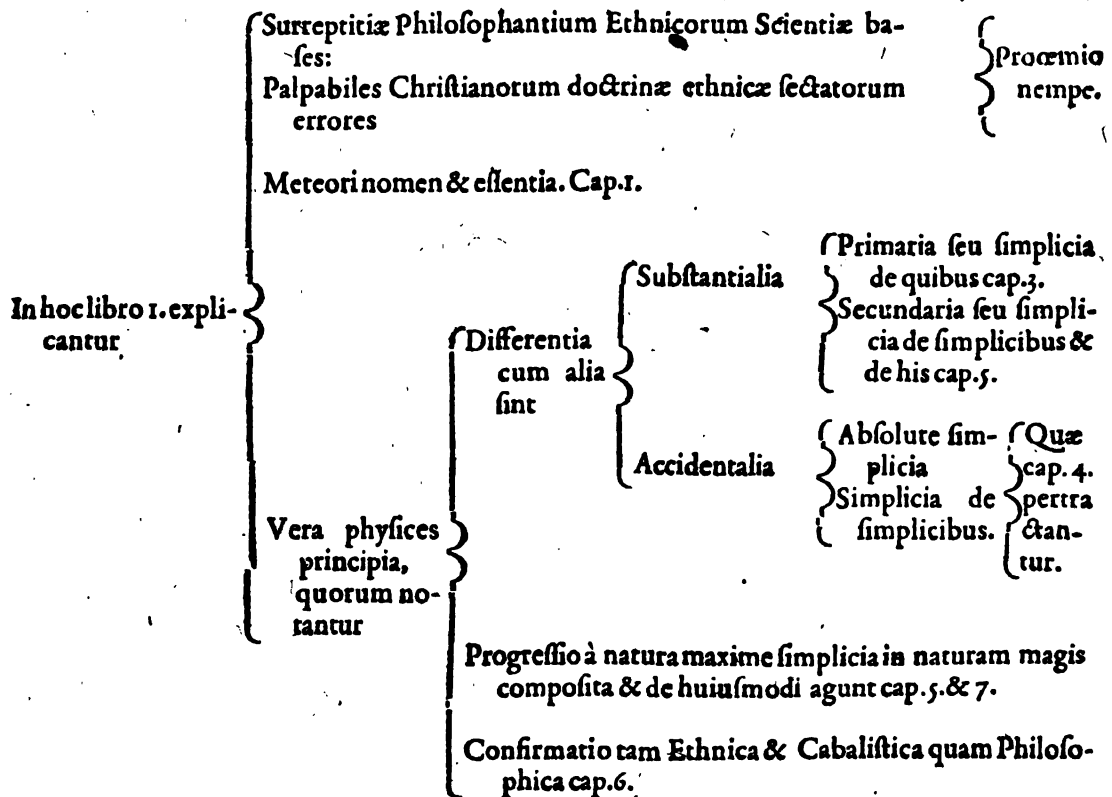 In hoc libro 1. expli-
cantur
Surreptitiæ Philoſophantium Ethnicorum Scientiæ ba-
ſes:
Palpabiles Chriſtianorum doctrinæ ethnicæ ſectatorum
errores
Proœmio
nempe.
Meteori nomen & eſſentia. Cap.1.
Vera phyſices
principia,
quorum no-
tantur
Differentia
cum alia
ſint
Subſtantialia
Primaria ſeu ſimplicia
de quibus cap.3.
Secundaria ſeu ſimpli-
cia de ſimplicibus &
de his cap.5.
Accidentalia
Abſolute ſim-
plicia
Simplicia de
ſimplicibus.
Quæ
cap. 4.
pertra
ctan-
tur.
Progreſſio à natura maxime ſimplicia in naturam magis
compoſita & de huiuſmodi agunt cap.5. & 7.
Confirmatio tam Ethnica & Cabaliſtica quam Philoſo-
phica cap.6.